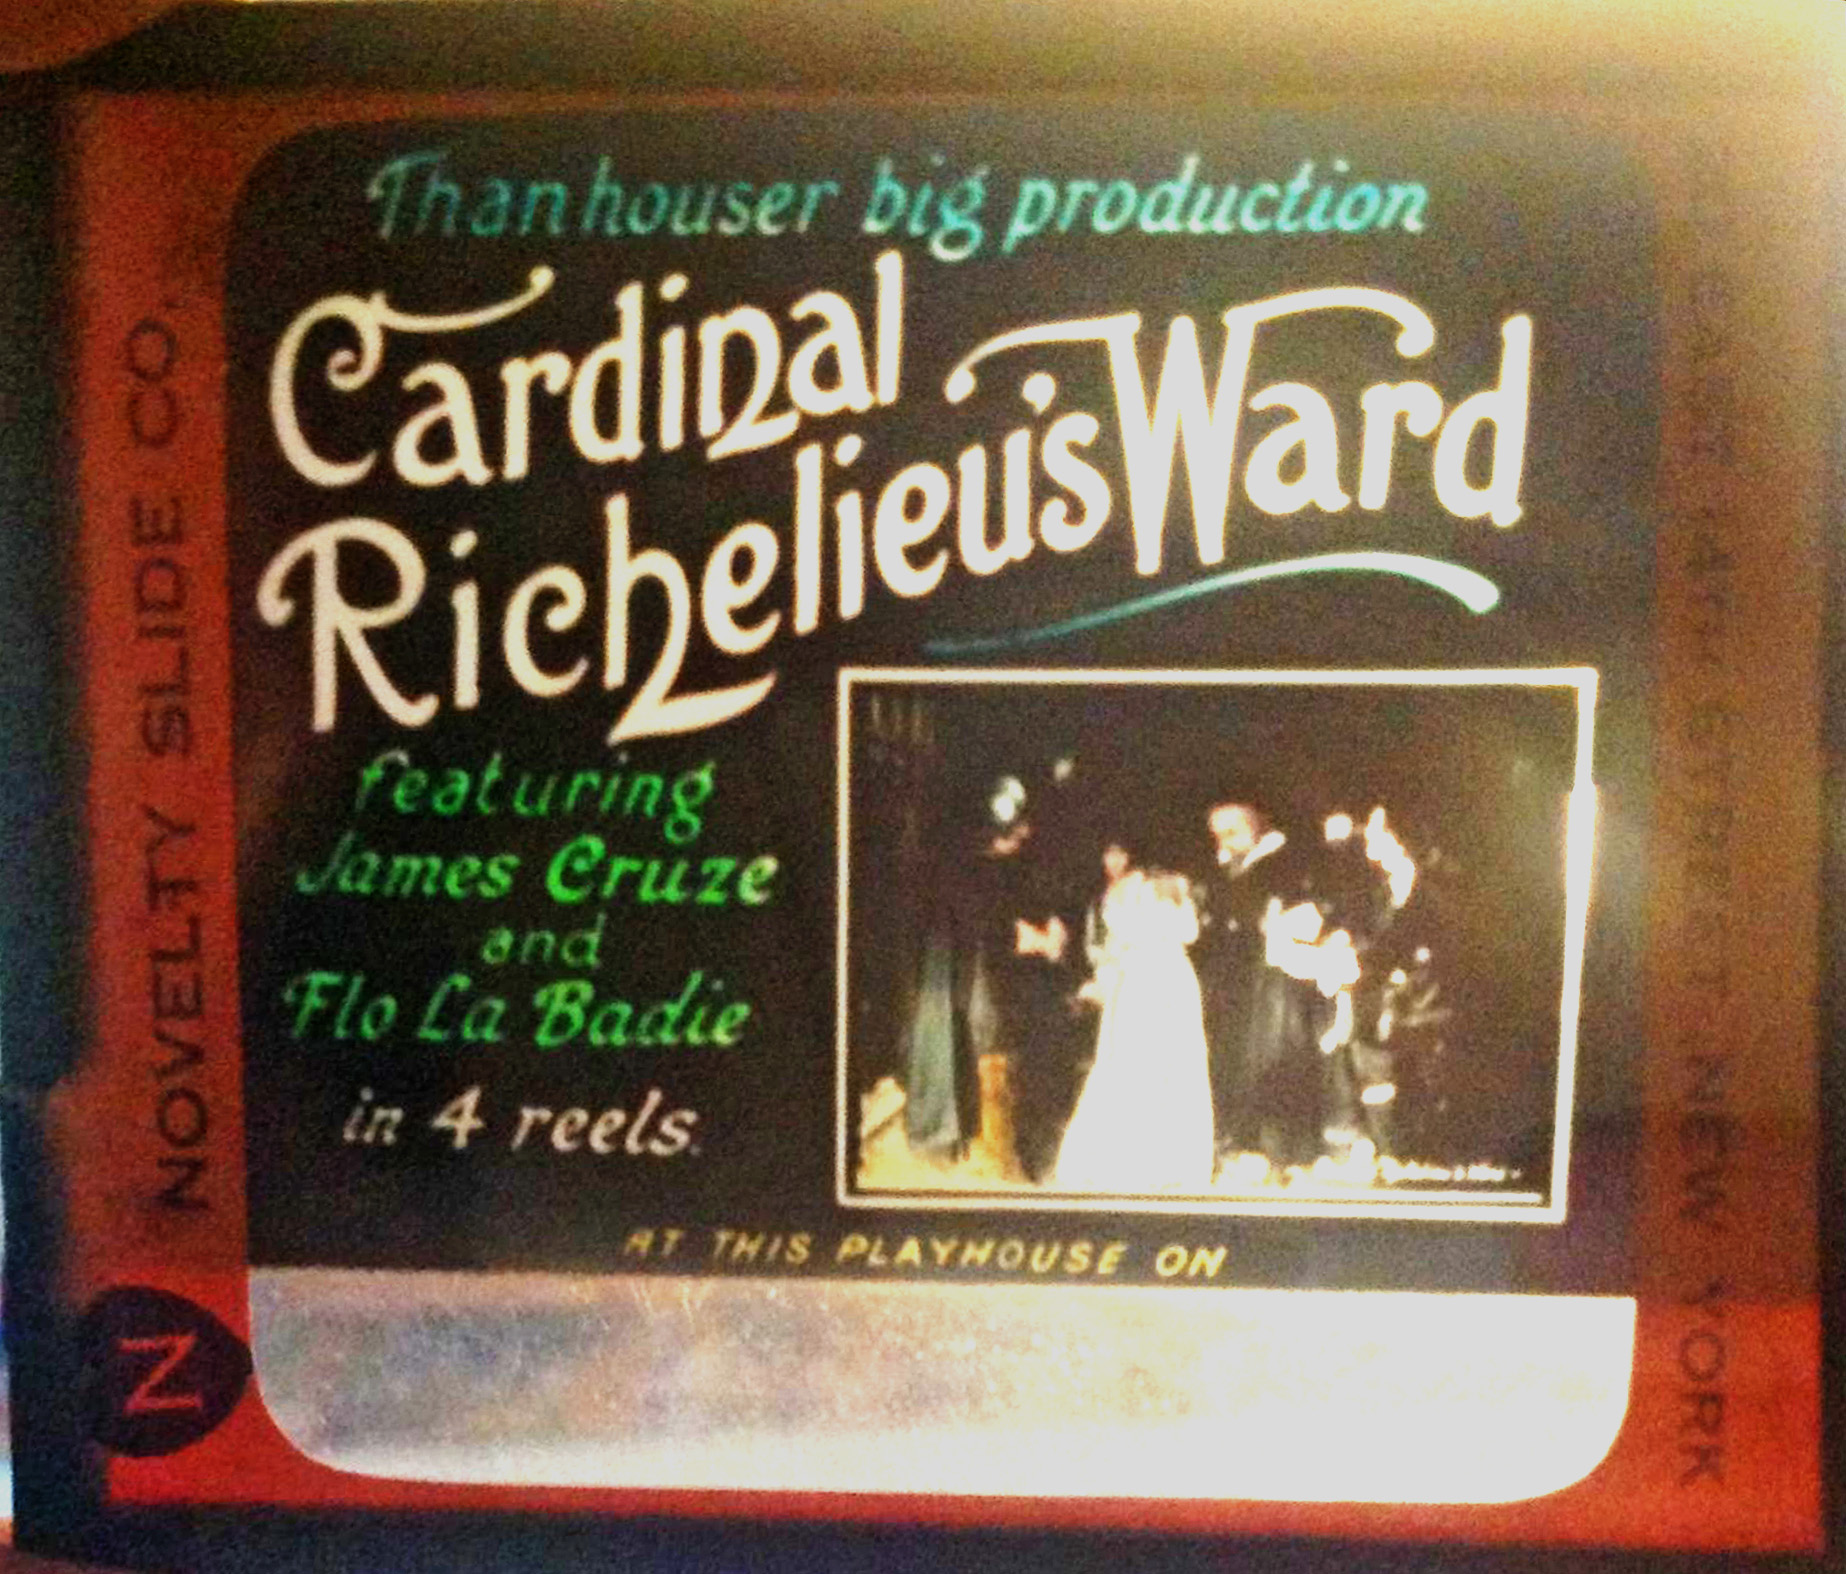 Thanhouser big production
Cardinal
Richelieu's Ward
featuring
James Cruze
and
Flo La Badie
in 4 reels.
AT THIS PLAYHOUSE ON
NOVELTY SLIDE CO.
N
NEW YORK